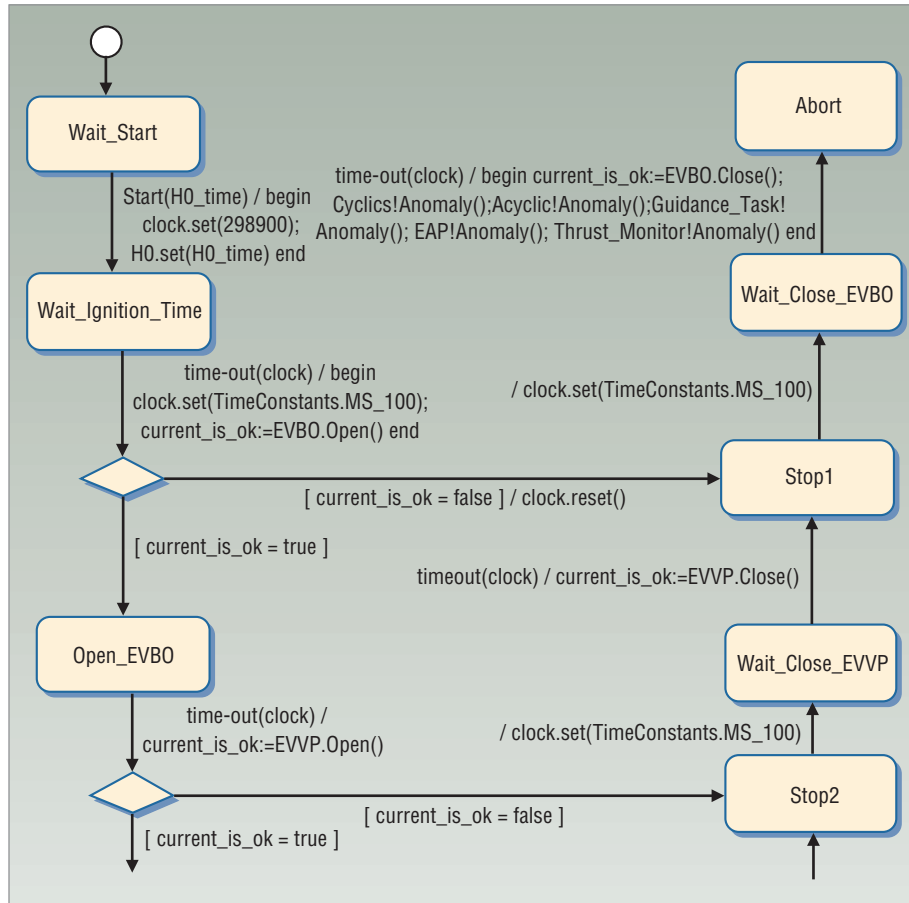 Wait_Start
Abort
Start(H0_time) / begin
clock.set(298900);
H0.set(H0_time) end
time-out(clock) / begin current_is_ok:=EVBO.Close();
Cyclics!Anomaly();Acyclic!Anomaly();Guidance_Task!
Anomaly(); EAP!Anomaly(); Thrust_Monitor!Anomaly() end
Wait_Ignition_Time
Wait_Close_EVBO
time-out(clock) / begin
clock.set(TimeConstants.MS_100);
current_is_ok:=EVBO.Open() end
/ clock.set(TimeConstants.MS_100)
Stop1
[ current_is_ok = false ] / clock.reset()
[ current_is_ok = true ]
timeout(clock) / current_is_ok:=EVVP.Close()
Open_EVBO
Wait_Close_EVVP
time-out(clock) /
current_is_ok:=EVVP.Open()
/ clock.set(TimeConstants.MS_100)
Stop2
[ current_is_ok = false ]
[ current_is_ok = true ]